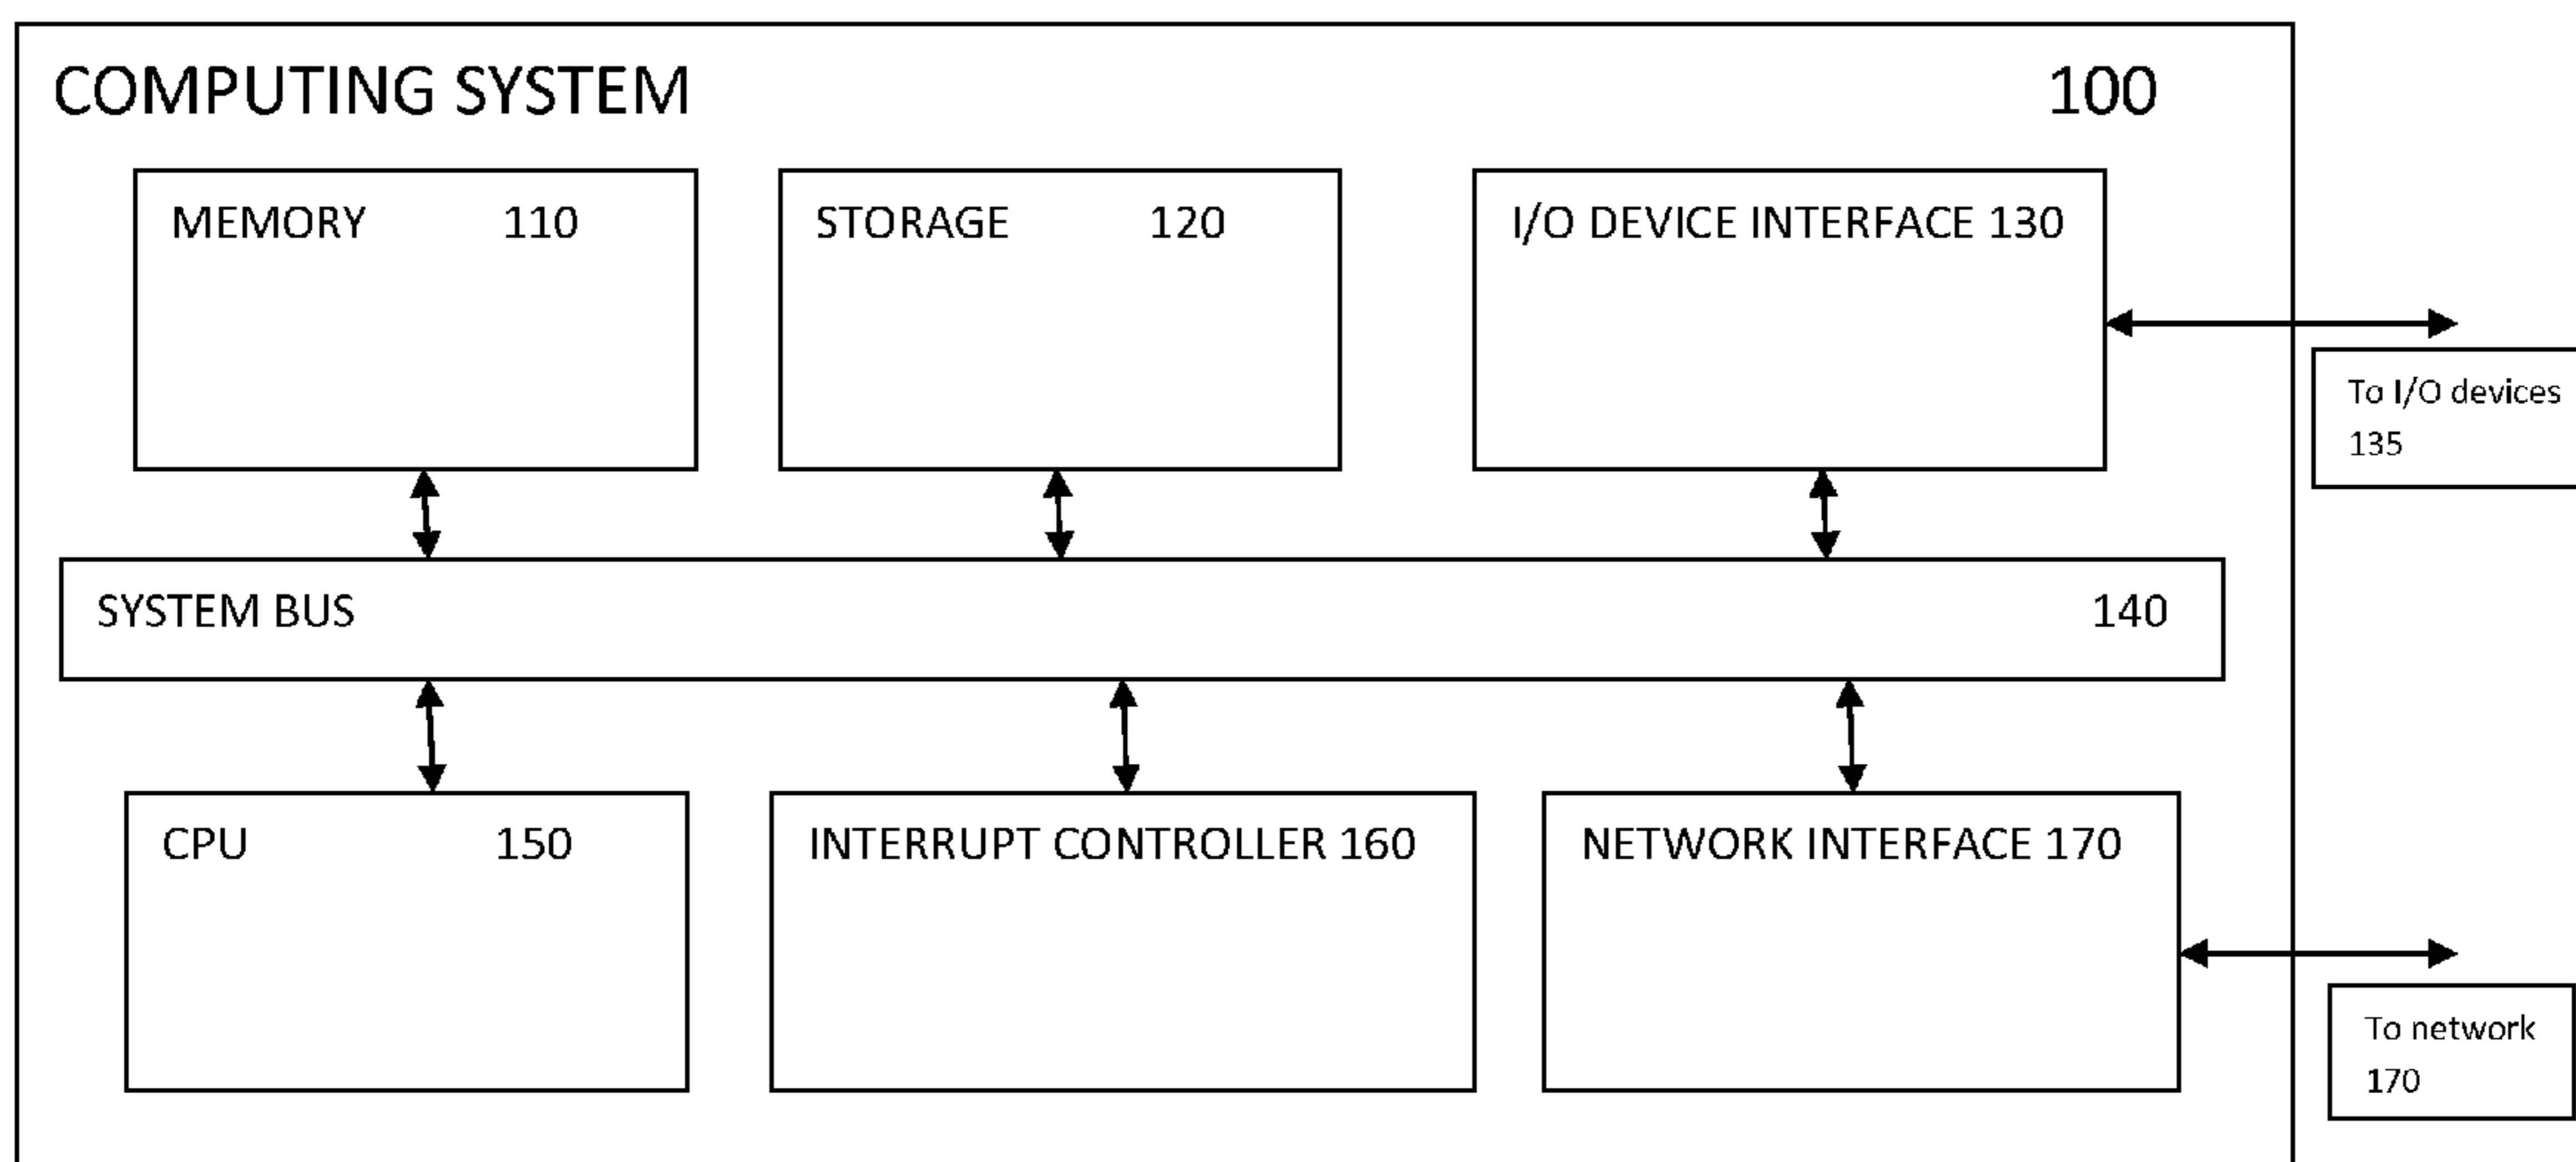 COMPUTING SYSTEM 100
MEMORY 110
STORAGE 120
I/O DEVICE INTERFACE 130
To I/O devices
135
SYSTEM BUS 140
CPU 150
INTERRUPT CONTROLLER 160
NETWORK INTERFACE 170
To network
170